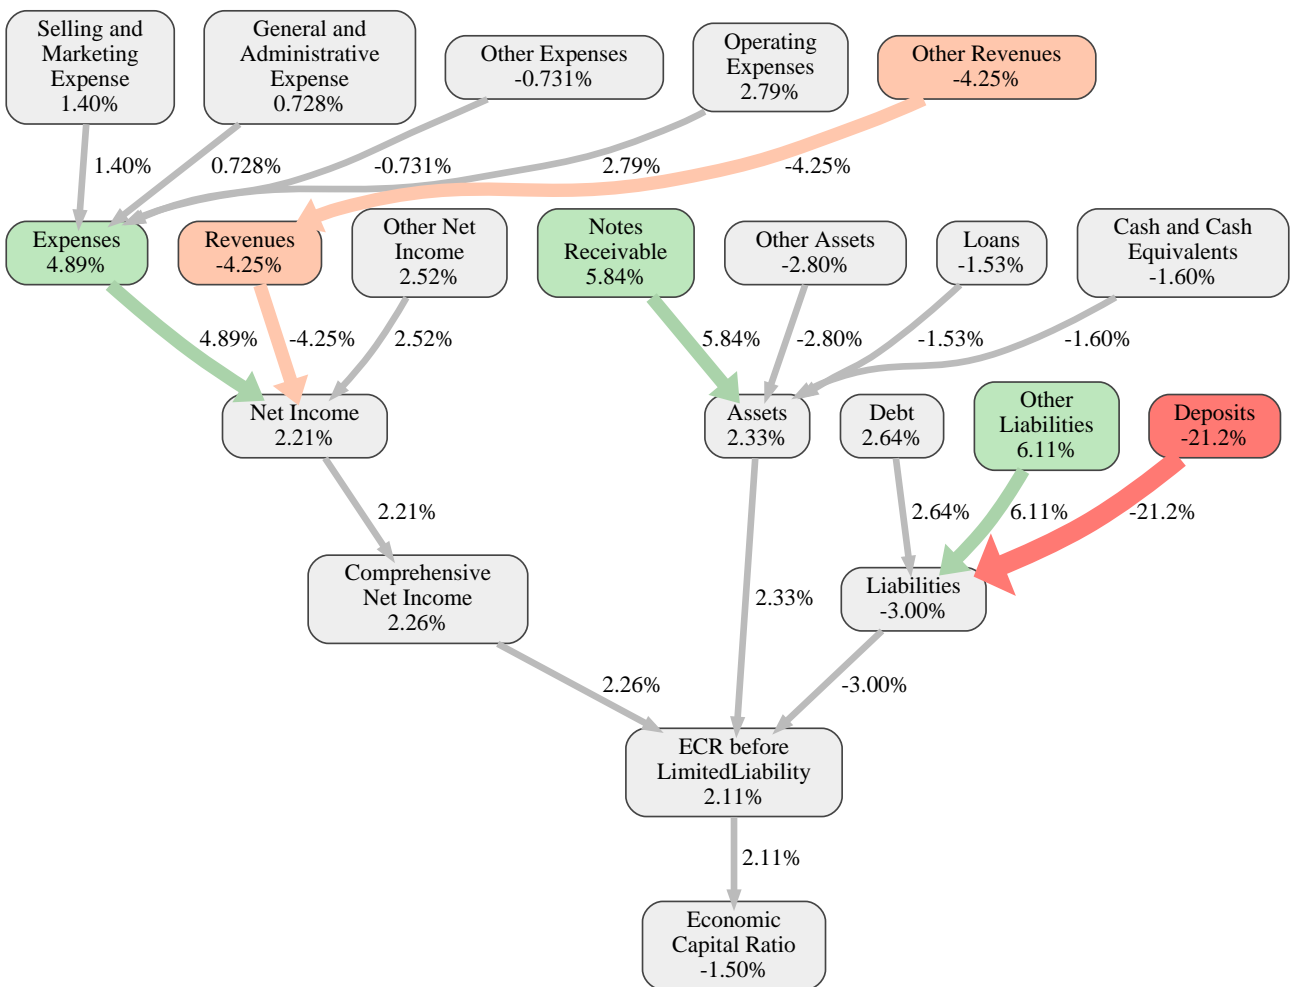 Selling and
Marketing
Expense
1.40%
General and
Administrative
Expense
0.728%
Other Expenses
-0.731%
Operating
Expenses
2.79%
Other Revenues
-4.25%
1.40%
0.728%
-0.731%
2.79%
-4.25%
Expenses
4.89%
Revenues
-4.25%
Other Net
Income
2.52%
Notes
Receivable
5.84%
Other Assets
-2.80%
Loans
-1.53%
Cash and Cash
Equivalents
-1.60%
4.89%
-4.25%
2.52%
5.84%
-2.80%
-1.53%
-1.60%
Net Income
2.21%
Assets
2.33%
Debt
2.64%
Other
Liabilities
6.11%
Deposits
-21.2%
2.21%
2.64%
6.11%
-21.2%
Comprehensive
Net Income
2.26%
2.33%
Liabilities
-3.00%
2.26%
-3.00%
ECR before
LimitedLiability
2.11%
2.11%
Economic
Capital Ratio
-1.50%